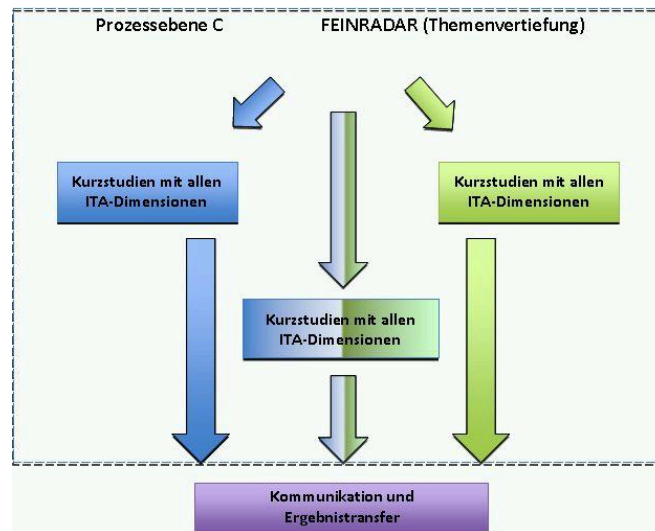 Prozessebene C FEINRADAR (Themenvertiefung)
Kurzstudien mit allen
ITA-Dimensionen
Kurzstudien mit allen
ITA-Dimensionen
Kurzstudien mit allen
ITA-Dimensionen
Kommunikation und
Ergebnistransfer